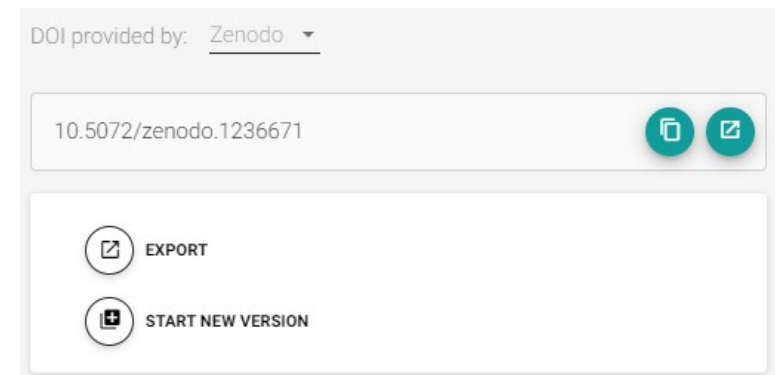 DOI provided by: Zenodo
10.5072/zenodo.1236671
EXPORT
START NEW VERSION